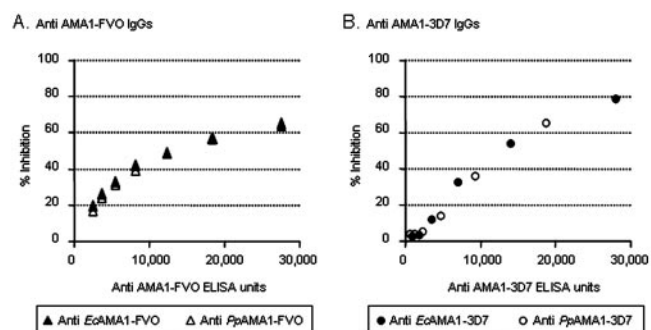 A. Anti AMA1-FVO IgGs
100
80
60
40
20
0
% Inhibition
0 10,000 20,000 30,000
Anti AMA1-FVO ELISA units
▲ Anti EcAMA1-FVO △ Anti PpAMA1-FVO
B. Anti AMA1-3D7 IgGs
100
80
60
40
20
0
% Inhibition
0 10,000 20,000 30,000
Anti AMA1-3D7 ELISA units
● Anti EcAMA1-3D7 ○ Anti PpAMA1-3D7